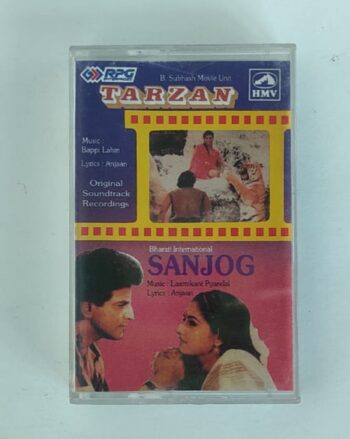 RPG
B. Subhash Movie Unit
HMV
TARZAN
Music :
Bappi Lahiri
Lyrics : Anjaan
Original
Soundtrack
Recordings
Bharati International
SANJOG
Music : Laxmikant Pyarelal
Lyrics : Anjaan